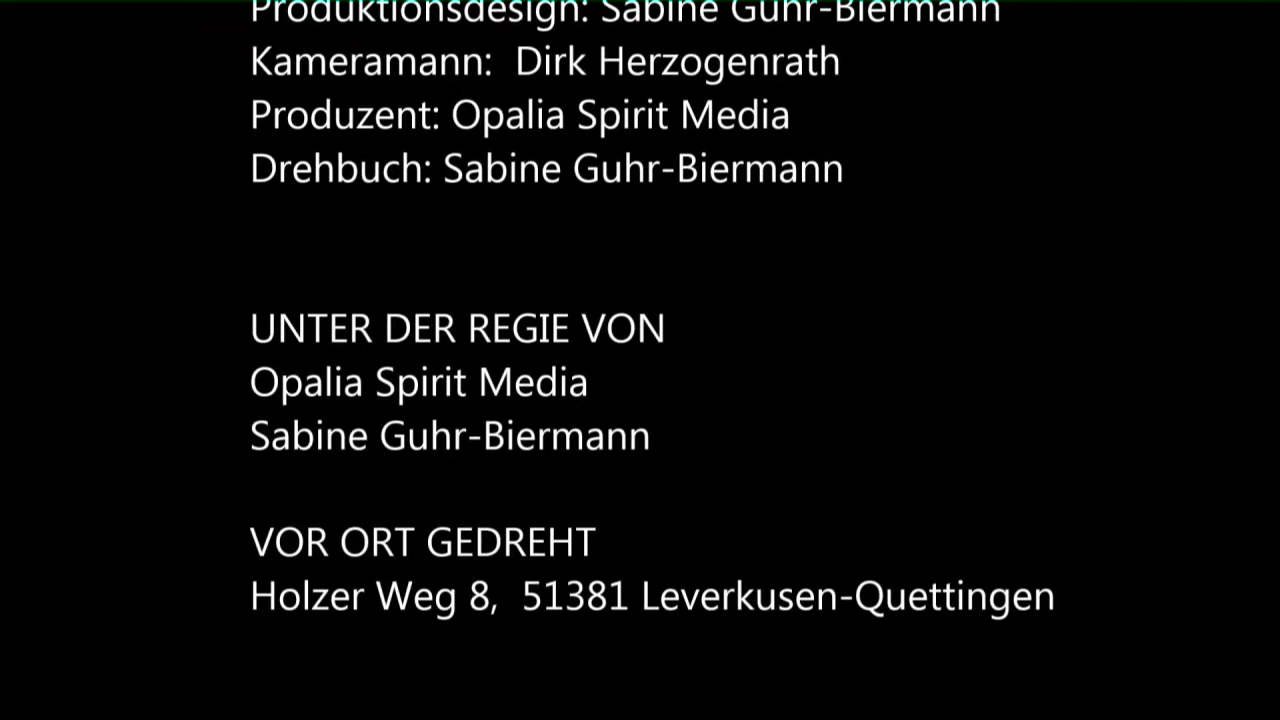 Produktionsdesign: Sabine Guhr-Biermann
Kameramann:  Dirk Herzogenrath
Produzent: Opalia Spirit Media
Drehbuch: Sabine Guhr-Biermann
UNTER DER REGIE VON
Opalia Spirit Media
Sabine Guhr-Biermann
VOR ORT GEDREHT
Holzer Weg 8,  51381 Leverkusen-Quettingen